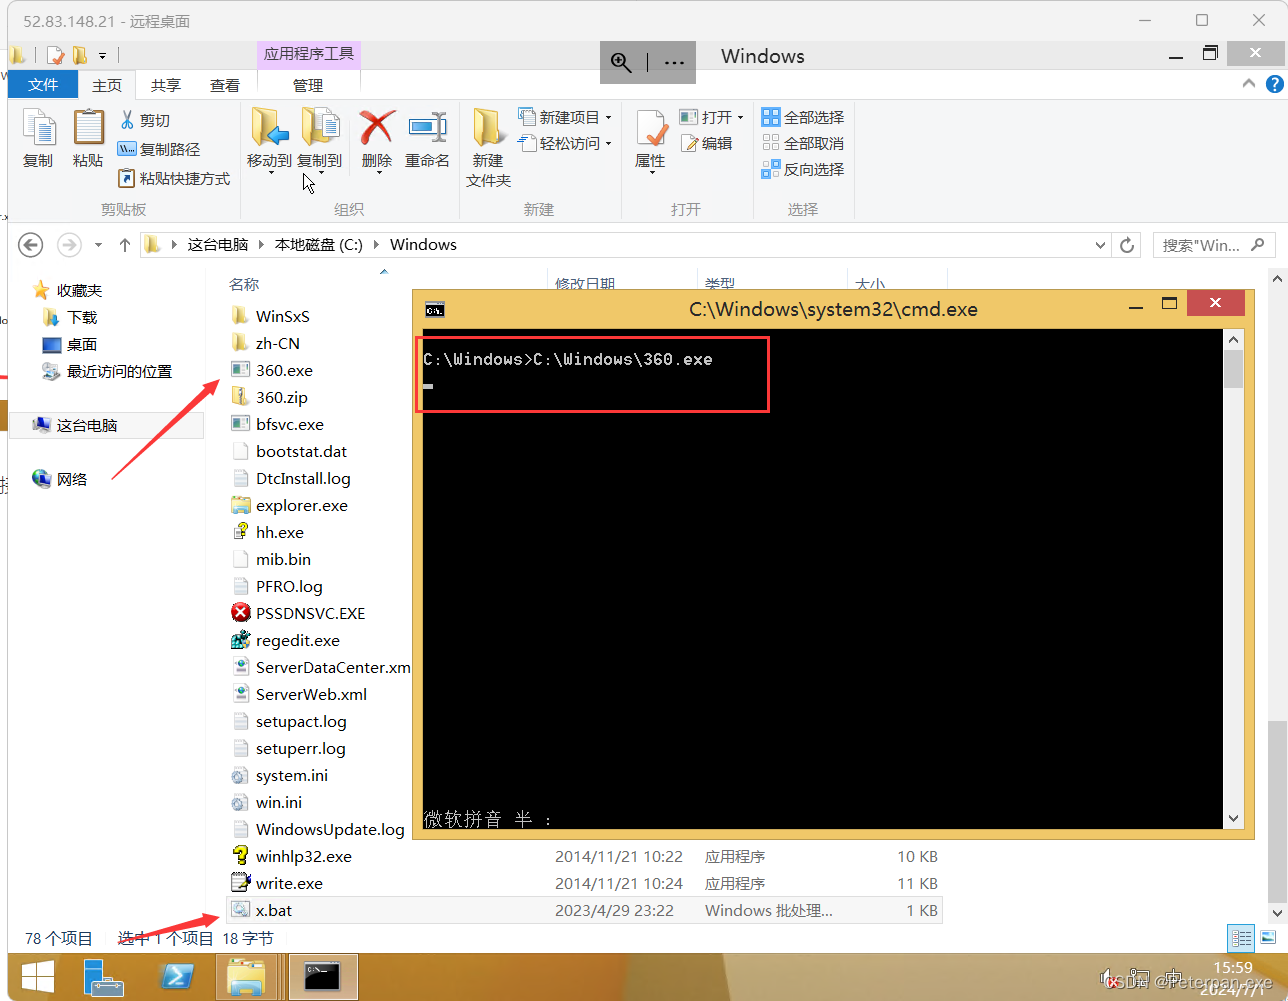 52.83.148.21 - 远程桌面
应用程序工具
Windows
文件 主页 共享 查看 管理
复制
粘贴
剪切
复制路径
粘贴快捷方式
剪贴板
移动到 复制到
删除 重命名
组织
新建
文件夹
新建项目
轻松访问
新建
属性
打开
编辑
打开
全部选择
全部取消
反向选择
选择
这台电脑 本地磁盘 (C:) Windows
搜索"Win...
收藏夹
下载
桌面
最近访问的位置
这台电脑
网络
名称 修改日期 类型 大小
WinSxS
zh-CN
360.exe
360.zip
bfsvc.exe
bootstat.dat
DtcInstall.log
explorer.exe
hh.exe
mib.bin
PFRO.log
PSSDNSVC.EXE
regedit.exe
ServerDataCenter.xm
ServerWeb.xml
setupact.log
setuperr.log
system.ini
win.ini
WindowsUpdate.log
winhlp32.exe 2014/11/21 10:22 应用程序 10 KB
write.exe 2014/11/21 10:24 应用程序 11 KB
x.bat 2023/4/29 23:22 Windows 批处理... 1 KB
C:\Windows\system32\cmd.exe
C:\Windows>C:\Windows\360.exe
微软拼音 半 :
78 个项目 选中 1 个项目 18 字节
15:59
2024/7/1
CSDN @Peterpan.exe